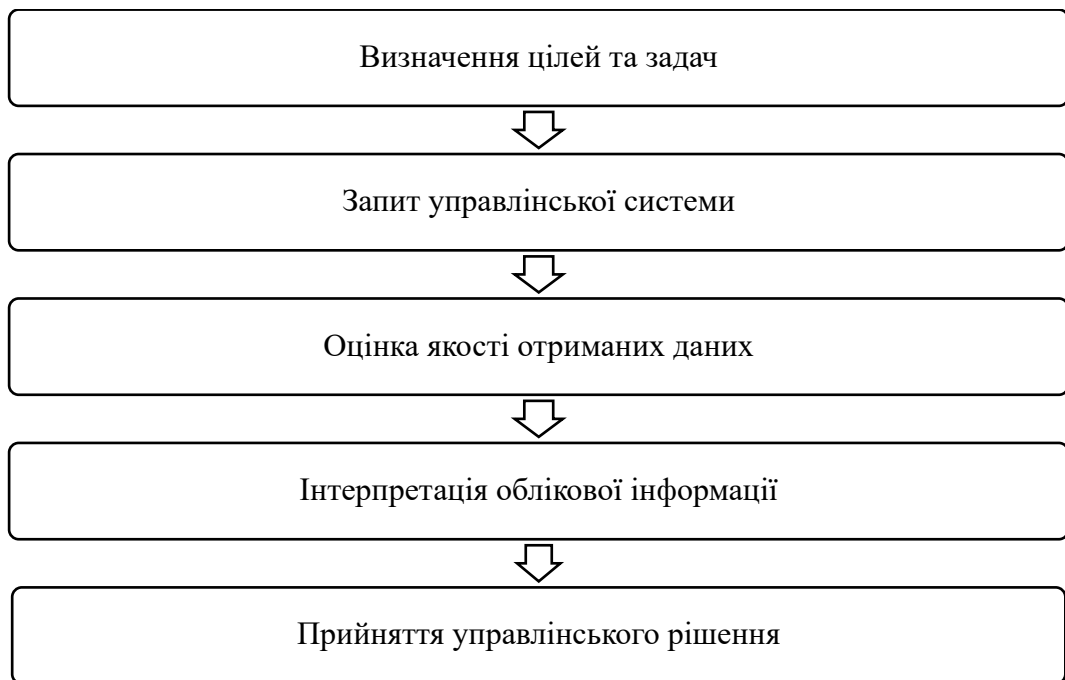 Визначення цілей та задач
Запит управлінської системи
Оцінка якості отриманих даних
Інтерпретація облікової інформації
Прийняття управлінського рішення